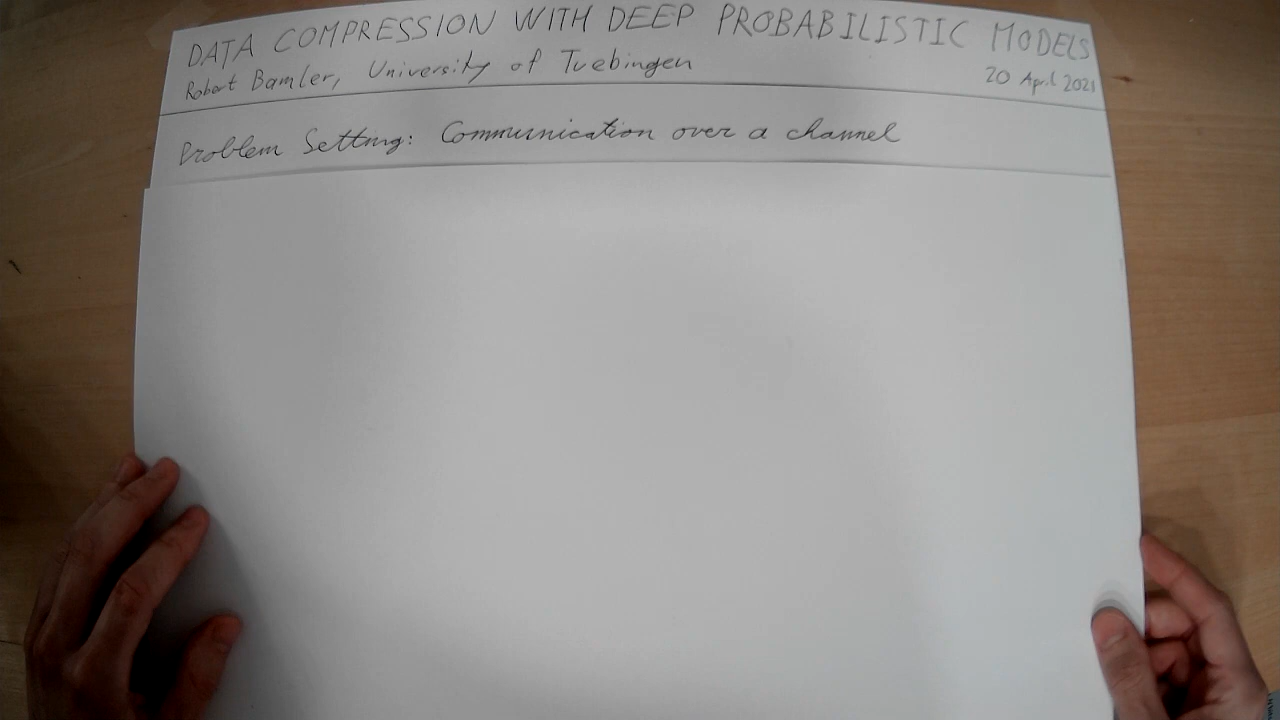 DATA COMPRESSION WITH DEEP PROBABILISTIC MODELS
Robert Bamler, University of Tuebingen
20 April 2021
Problem Setting: Communication over a channel